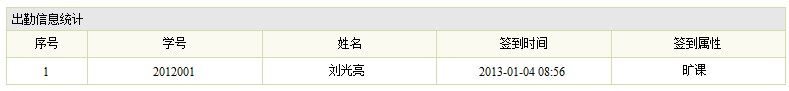 出勤信息统计
序号 学号 姓名 签到时间 签到属性
1 2012001 刘光亮 2013-01-04 08:56 旷课